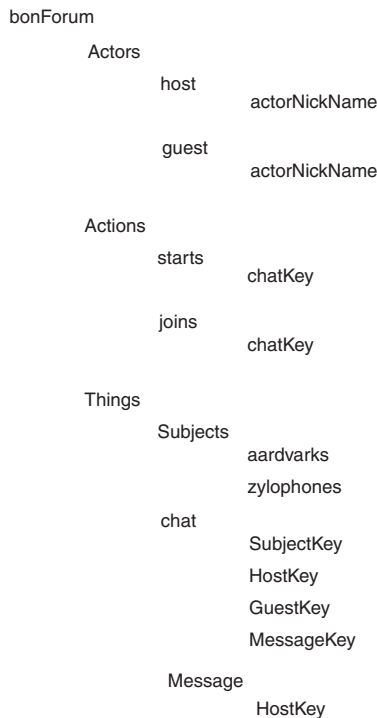 bonForum
Actors
host
actorNickName
guest
actorNickName
Actions
starts
chatKey
joins
chatKey
Things
Subjects
aardvarks
zylophones
chat
SubjectKey
HostKey
GuestKey
MessageKey
Message
HostKey